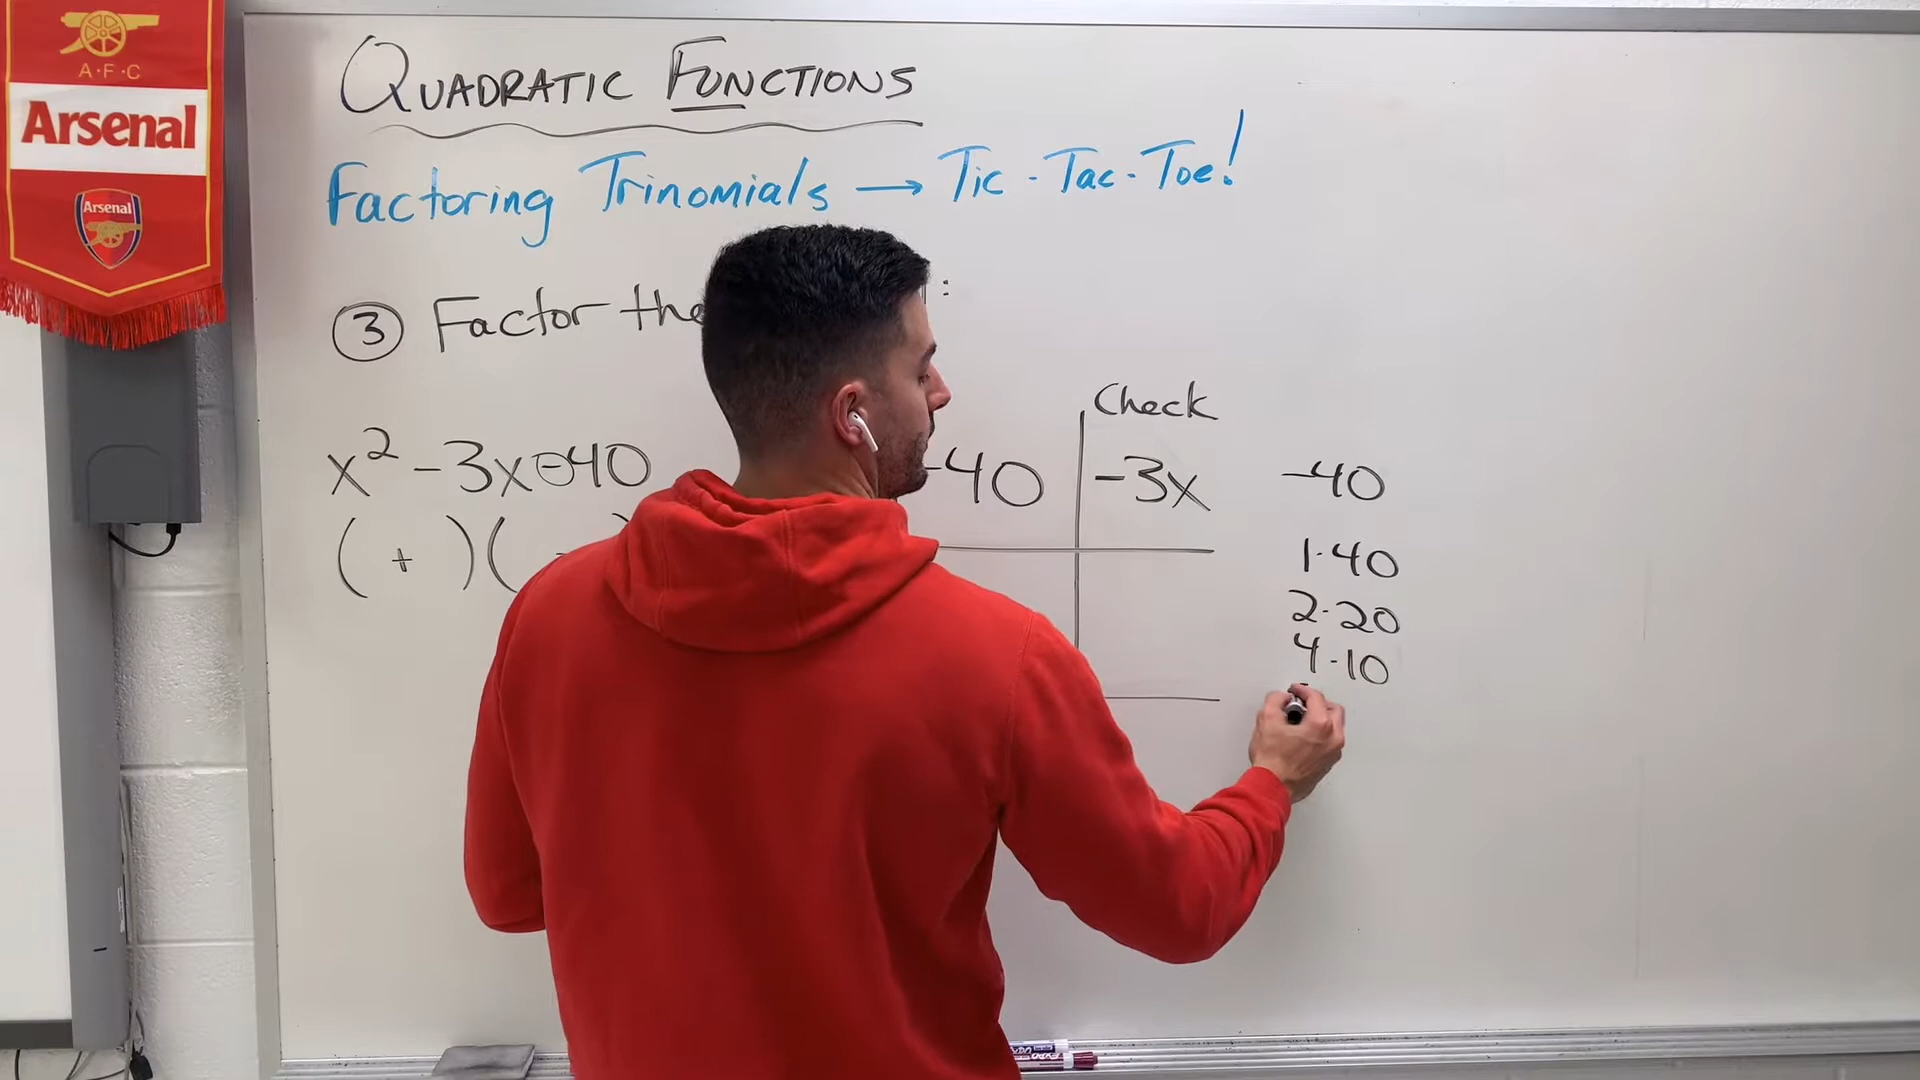 A·F·C
Arsenal
Arsenal
QUADRATIC FUNCTIONS
Factoring Trinomials → Tic-Tac-Toe!
③ Factor the :
Check
x² - 3x - 40
-40
-3x
-40
( + ) (
1·40
2·20
4·10